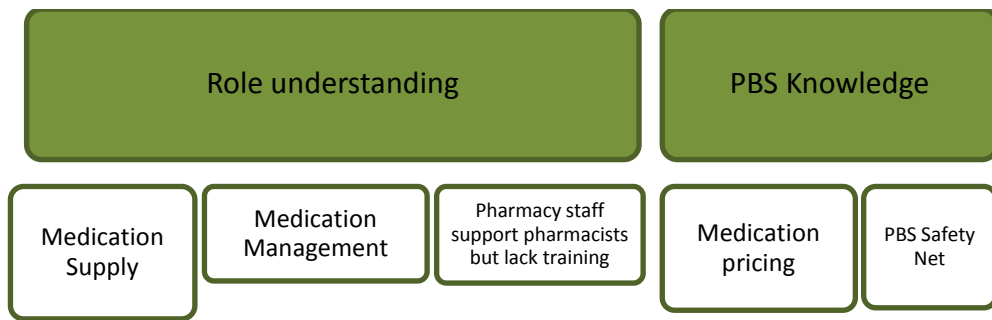 Role understanding
PBS Knowledge
Medication
Supply
Medication
Management
Pharmacy staff
support pharmacists
but lack training
Medication
pricing
PBS Safety
Net